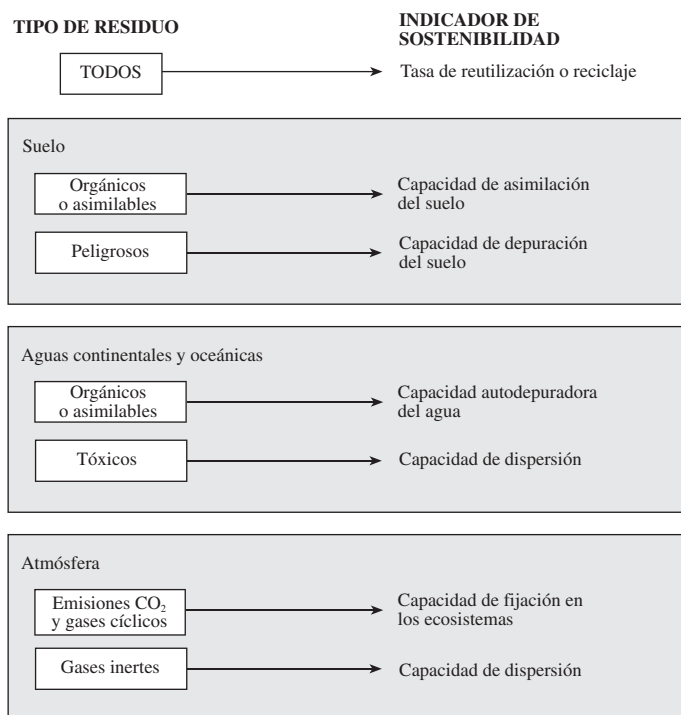 TIPO DE RESIDUO
INDICADOR DE
SOSTENIBILIDAD
TODOS
Tasa de reutilización o reciclaje
Suelo
Orgánicos
o asimilables
Capacidad de asimilación
del suelo
Peligrosos
Capacidad de depuración
del suelo
Aguas continentales y oceánicas
Orgánicos
o asimilables
Capacidad autodepuradora
del agua
Tóxicos
Capacidad de dispersión
Atmósfera
Emisiones CO₂
y gases cíclicos
Capacidad de fijación en
los ecosistemas
Gases inertes
Capacidad de dispersión